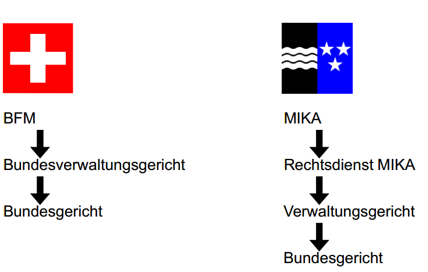 BFM
Bundesverwaltungsgericht
Bundesgericht
MIKA
Rechtsdienst MIKA
Verwaltungsgericht
Bundesgericht